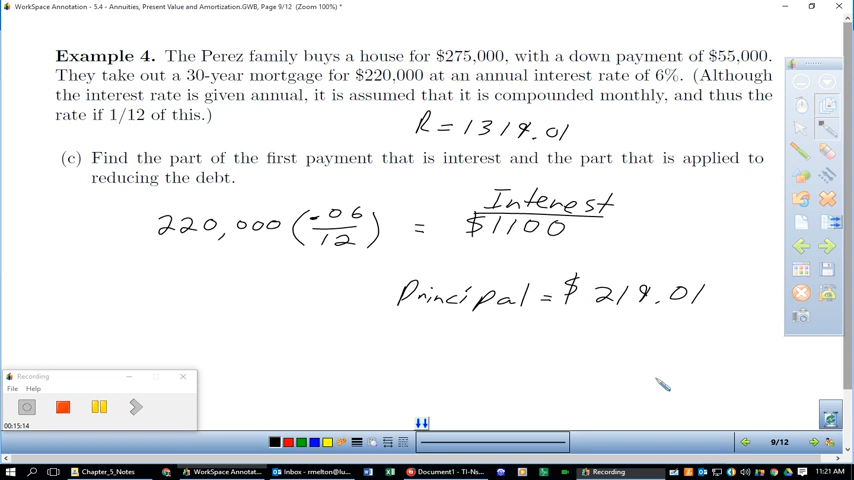 WorkSpace Annotation - 5.4 - Annuities, Present Value and Amortization.GWB, Page 9/12 (Zoom 100%) *
Example 4. The Perez family buys a house for $275,000, with a down payment of $55,000.
They take out a 30-year mortgage for $220,000 at an annual interest rate of 6%. (Although
the interest rate is given annual, it is assumed that it is compounded monthly, and thus the
rate if 1/12 of this.)
R = 1319.01
(c) Find the part of the first payment that is interest and the part that is applied to
reducing the debt.
Interest
220,000 (.06/12) = $1100
Principal = $ 219.01
Recording
File Help
00:15:14
9/12
Chapter_5_Notes
WorkSpace Annotat...
Inbox - rmelton@lu...
Document1 - TI-Ns...
Recording
11:21 AM